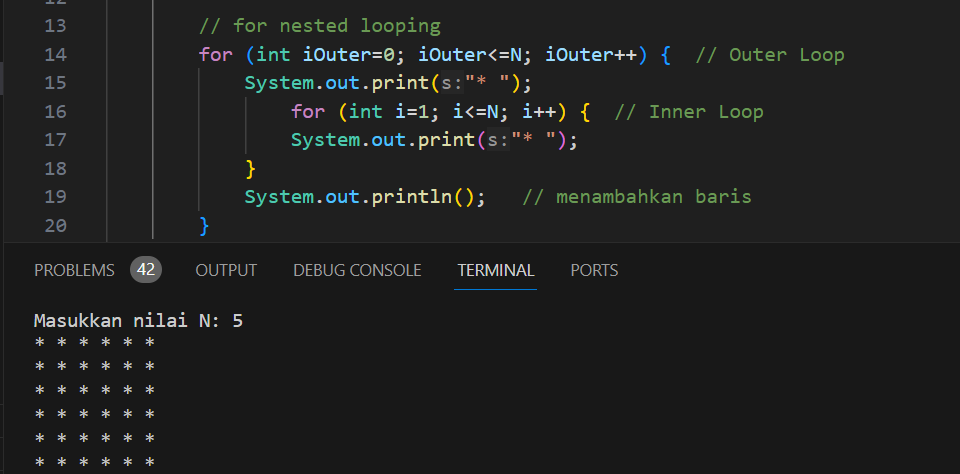 13 // for nested looping
14 for (int iOuter=0; iOuter<=N; iOuter++) { // Outer Loop
15 System.out.print(s:"* ");
16 for (int i=1; i<=N; i++) { // Inner Loop
17 System.out.print(s:"* ");
18 }
19 System.out.println(); // menambahkan baris
20 }
PROBLEMS 42 OUTPUT DEBUG CONSOLE TERMINAL PORTS
Masukkan nilai N: 5
* * * * * *
* * * * * *
* * * * * *
* * * * * *
* * * * * *
* * * * * *